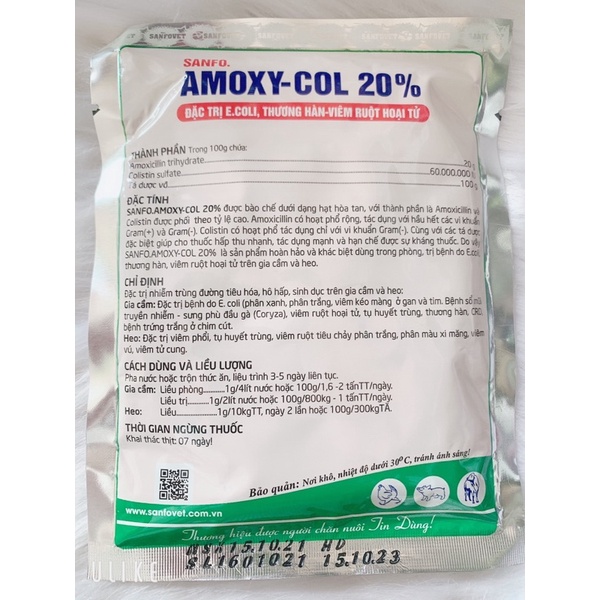 SANFOVET
SANFO.
AMOXY-COL 20%
ĐẶC TRỊ E.COLI, THƯƠNG HÀN-VIÊM RUỘT HOẠI TỬ
THÀNH PHẦN Trong 100g chứa:
Amoxicillin trihydrate 20g
Colistin sulfate 60.000.000
Tá dược vđ 100g
ĐẶC TÍNH
SANFO.AMOXY-COL 20% được bào chế dưới dạng hạt hòa tan, với thành phần là Amoxicillin và
Colistin được phối theo tỷ lệ cao. Amoxicillin có hoạt phổ rộng, tác dụng với hầu hết các vi khuẩn
Gram(+) và Gram(-). Colistin có hoạt phổ tác dụng chỉ với vi khuẩn Gram(-). Cùng với các tá dược
đặc biệt giúp cho thuốc hấp thu nhanh, tác dụng mạnh và hạn chế được sự kháng thuốc. Do vậy
SANFO.AMOXY-COL 20% là sản phẩm hoàn hảo và khác biệt trong phòng, trị bệnh do E.coli,
thương hàn, viêm ruột hoại tử trên gia cầm và heo.
CHỈ ĐỊNH
Đặc trị nhiễm trùng đường tiêu hóa, hô hấp, sinh dục trên gia cầm và heo:
Gia cầm: Đặc trị bệnh do E. coli (phân xanh, phân trắng, viêm kéo màng ở gan và tim. Bệnh sổ mũi
truyền nhiễm - sưng phù đầu gà (Coryza), viêm ruột hoại tử, tụ huyết trùng, thương hàn, CRD,
bệnh trứng trắng ở chim cút.
Heo: Đặc trị viêm phổi, tụ huyết trùng, viêm ruột tiêu chảy phân trắng, phân màu xi măng, viêm
vú, viêm tử cung.
CÁCH DÙNG VÀ LIỀU LƯỢNG
Pha nước hoặc trộn thức ăn, liệu trình 3-5 ngày liên tục.
Gia cầm: Liều phòng..........1g/4lít nước hoặc 100g/1,6 -2 tấnTT/ngày.
Liều trị..........1g/2lít nước hoặc 100g/800kg - 1 tấnTT/ngày.
Heo: Liều..........1g/10kgTT, ngày 2 lần hoặc 100g/300kgTĂ.
THỜI GIAN NGỪNG THUỐC
Khai thác thịt: 07 ngày!
Bảo quản: Nơi khô, nhiệt độ dưới 30⁰C, tránh ánh sáng!
www.sanfovet.com.vn
Thương hiệu được người chăn nuôi Tin Dùng!
NSX 15.10.21 HD
SL1601021 15.10.23
ULIKE